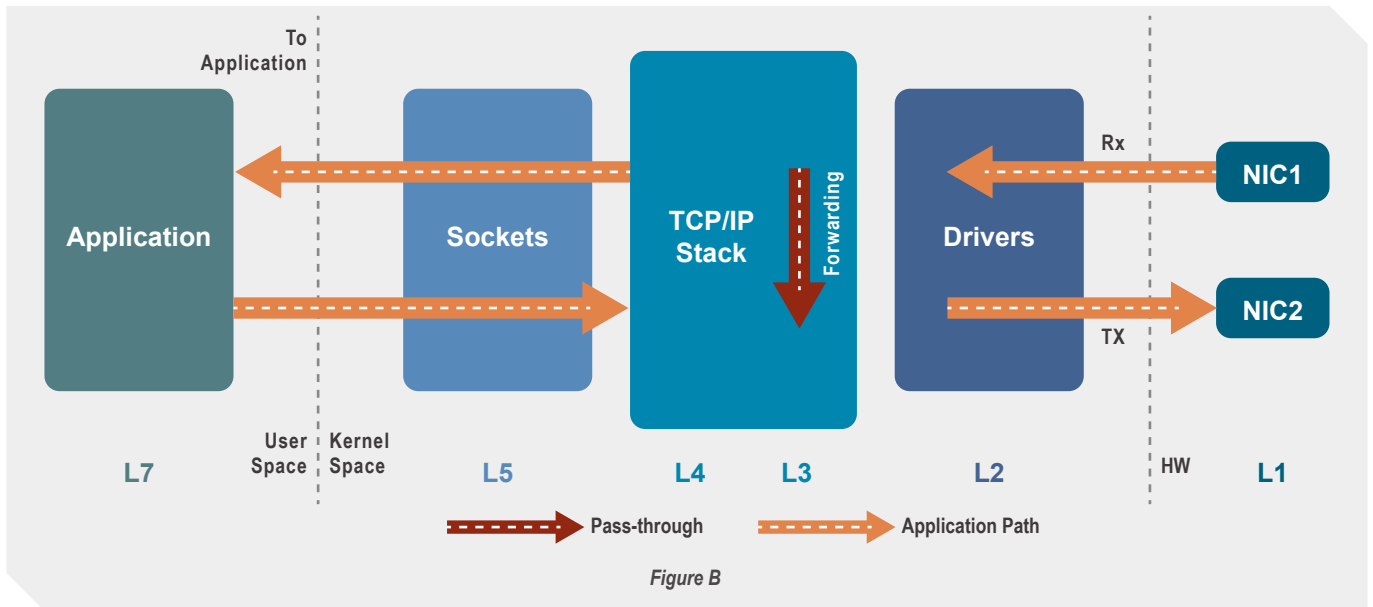 To
Application
Application
Sockets
TCP/IP
Stack
Forwarding
Drivers
Rx
TX
NIC1
NIC2
User
Space
Kernel
Space
HW
L7
L5
L4
L3
L2
L1
Pass-through
Application Path
Figure B